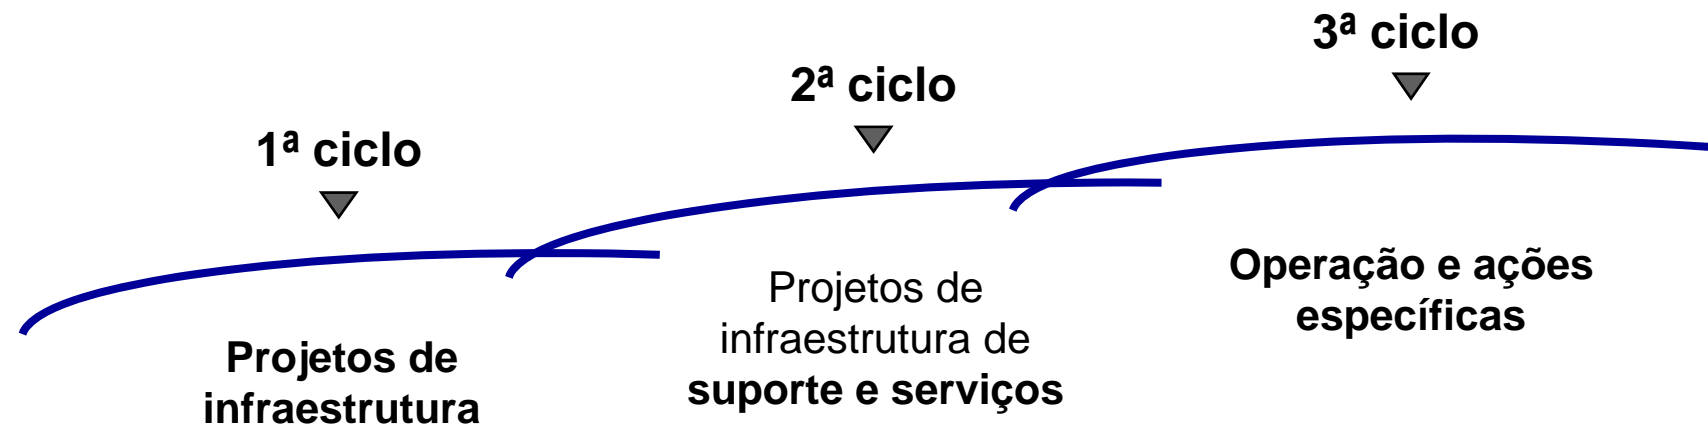 1ª ciclo
Projetos de
infraestrutura
2ª ciclo
Projetos de
infraestrutura de
suporte e serviços
3ª ciclo
Operação e ações
específicas